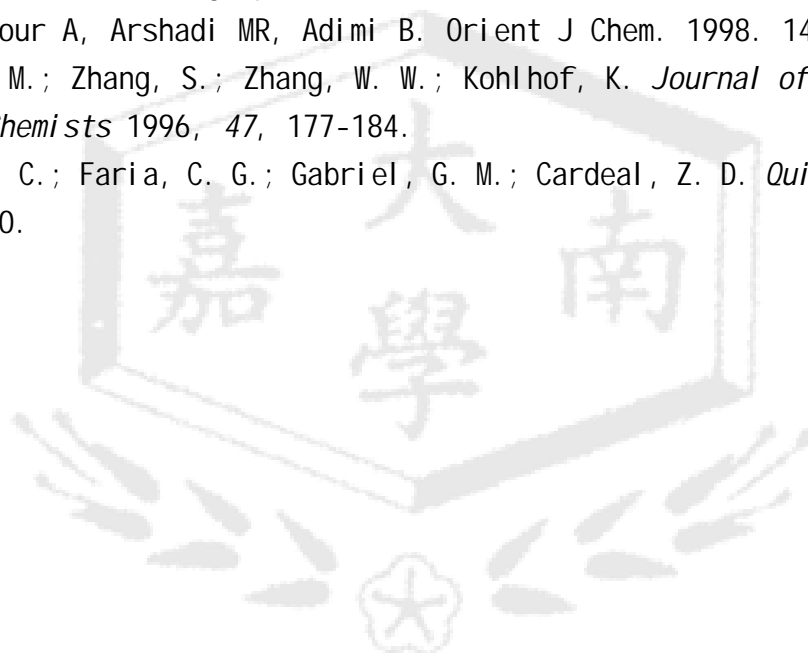 our A, Arshadi MR, Adimi B. Orient J Chem. 1998. 14
M.; Zhang, S.; Zhang, W. W.; Kohlhof, K. Journal of
hemists 1996, 47, 177-184.
C.; Faria, C. G.; Gabriel, G. M.; Cardeal, Z. D. Qui
0.
大
嘉 南
學